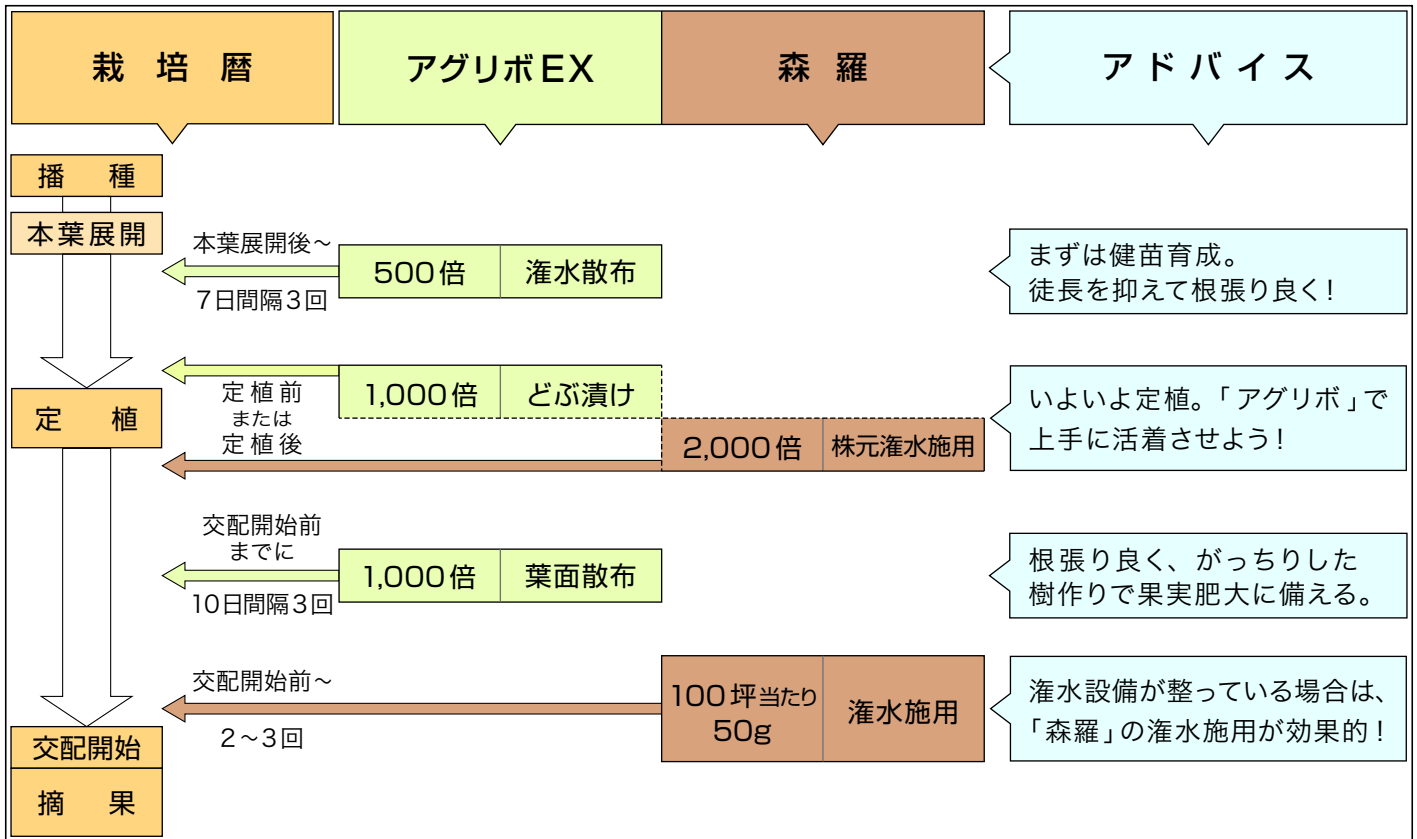 栽培暦
アグリボEX
森羅
アドバイス
播種
本葉展開
本葉展開後～
7日間隔3回
500倍
潅水散布
まずは健苗育成。
徒長を抑えて根張り良く！
定植
定植前
または
定植後
1,000倍
どぶ漬け
2,000倍
株元潅水施用
いよいよ定植。「アグリボ」で
上手に活着させよう！
交配開始前
までに
10日間隔3回
1,000倍
葉面散布
根張り良く、がっちりした
樹作りで果実肥大に備える。
交配開始前～
2～3回
100坪当たり
50g
潅水施用
潅水設備が整っている場合は、
「森羅」の潅水施用が効果的！
交配開始
摘果